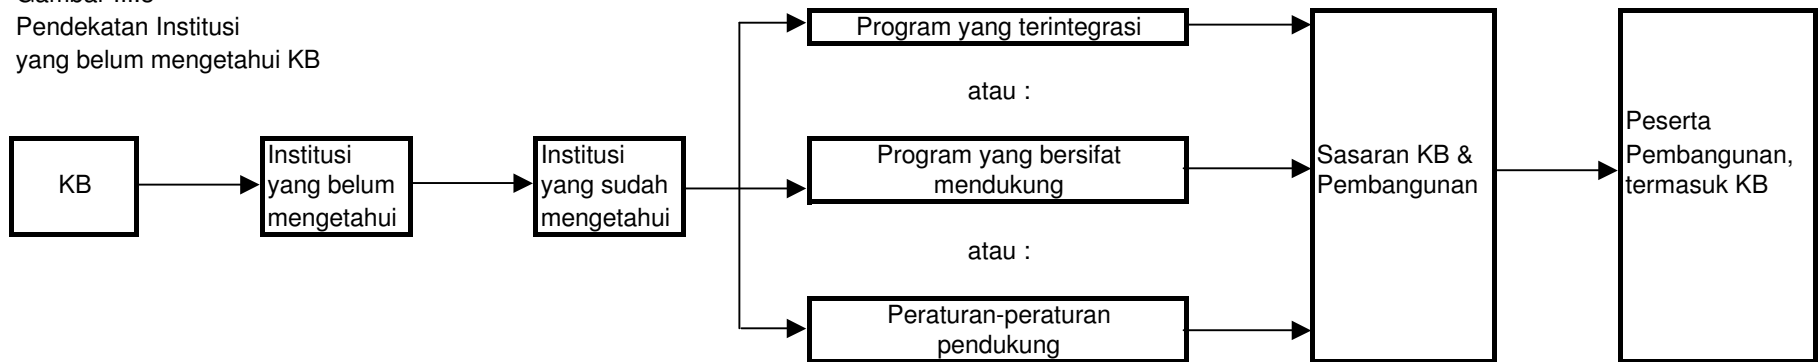 Pendekatan Institusi
yang belum mengetahui KB
KB
Institusi
yang belum
mengetahui
Institusi
yang sudah
mengetahui
Program yang terintegrasi
atau :
Program yang bersifat
mendukung
atau :
Peraturan-peraturan
pendukung
Sasaran KB &
Pembangunan
Peserta
Pembangunan,
termasuk KB